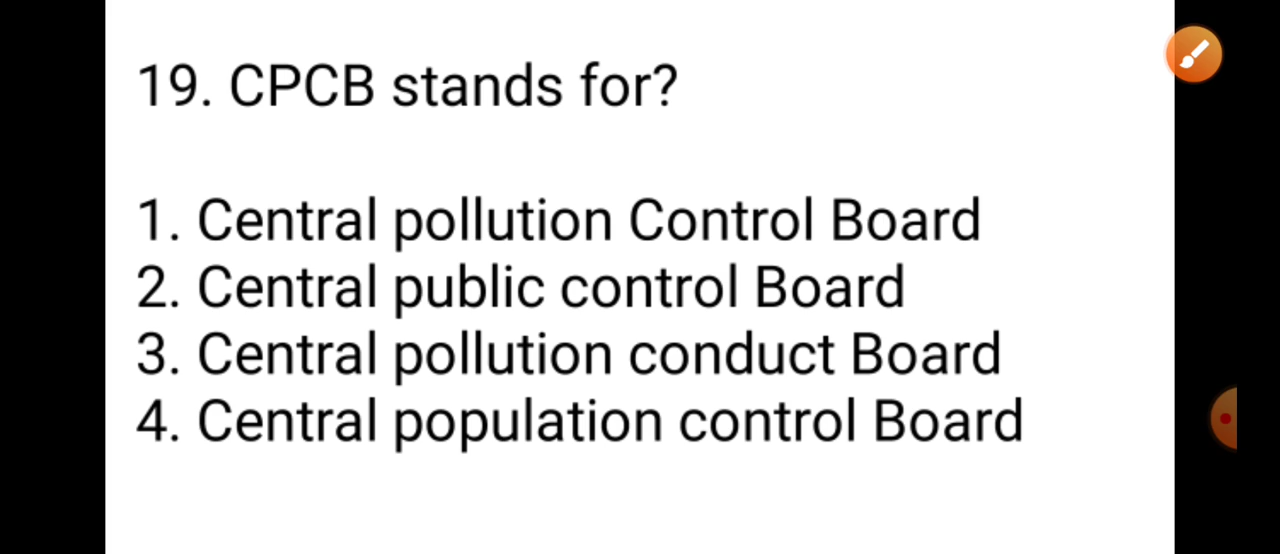 19. CPCB stands for?
1. Central pollution Control Board
2. Central public control Board
3. Central pollution conduct Board
4. Central population control Board